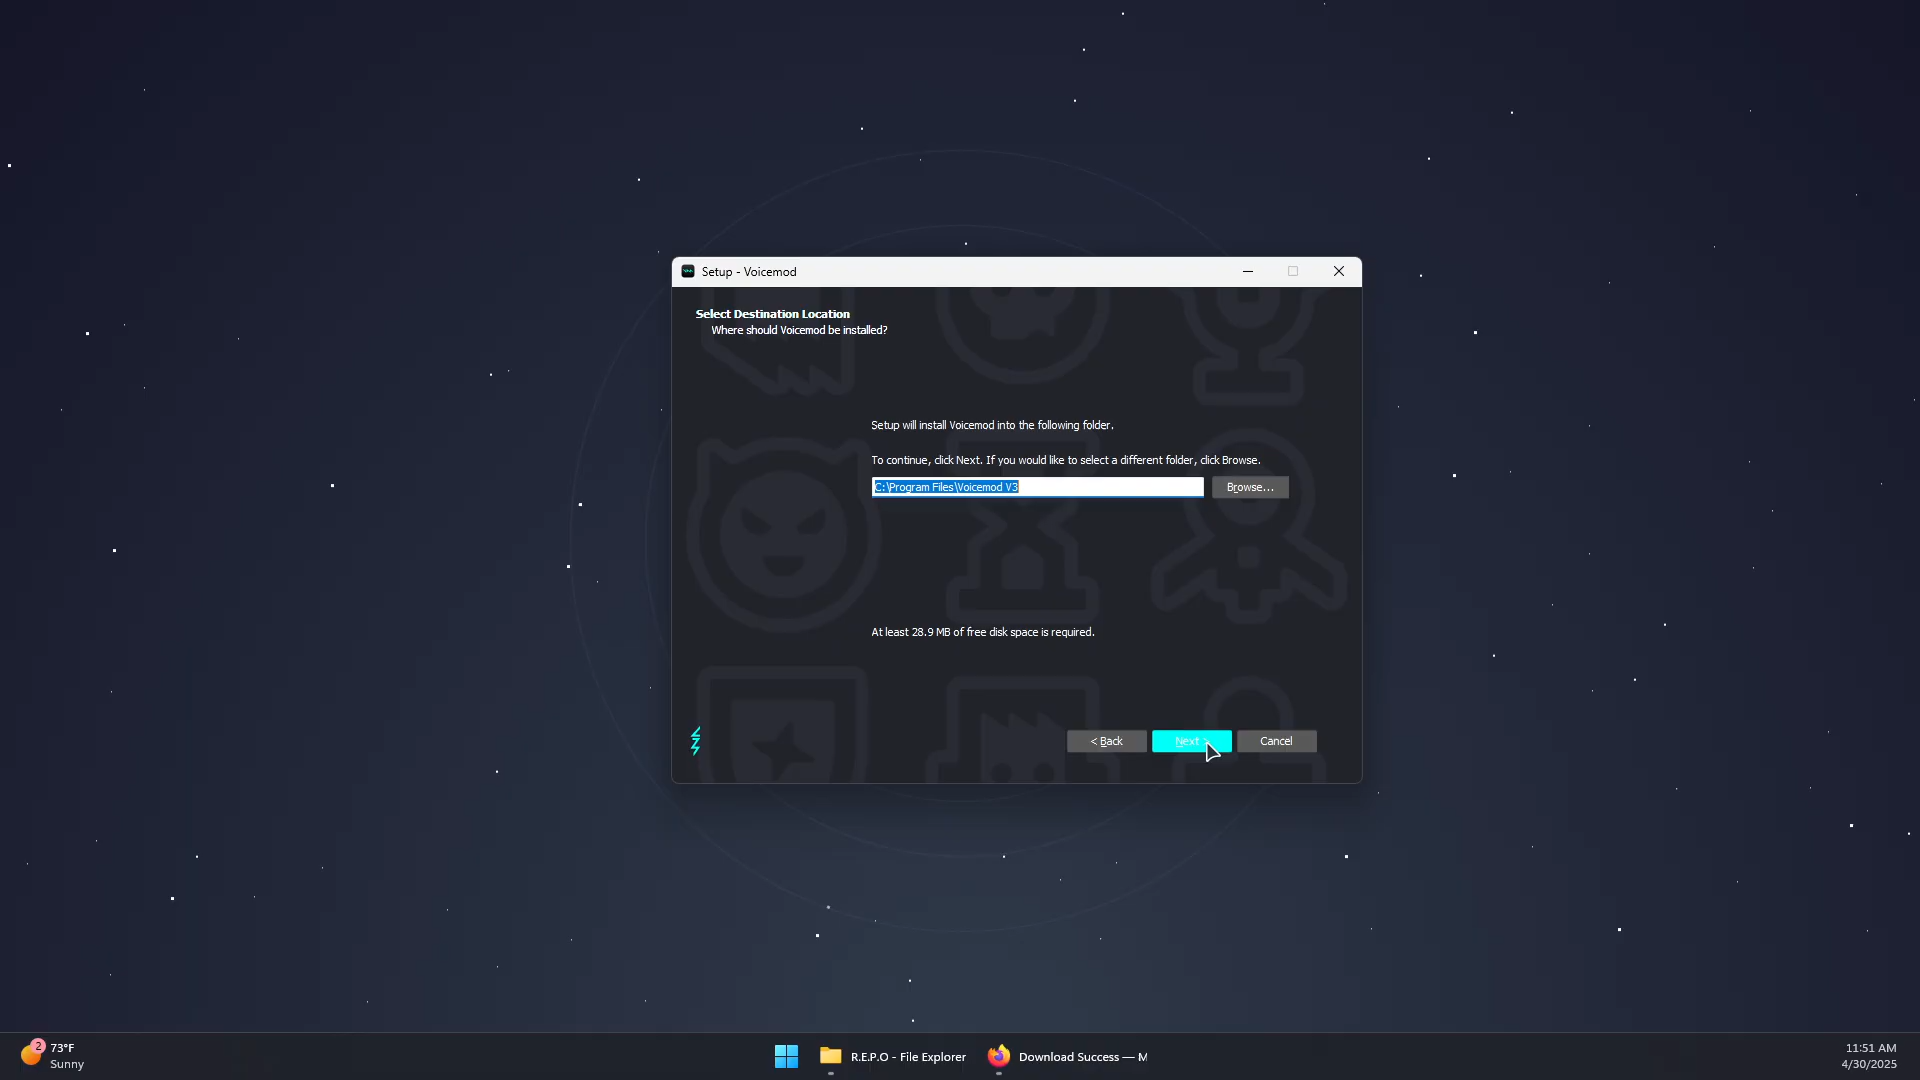 Setup - Voicemod
Select Destination Location
Where should Voicemod be installed?
Setup will install Voicemod into the following folder.
To continue, click Next. If you would like to select a different folder, click Browse.
C:\Program Files\Voicemod V3
Browse...
At least 28.9 MB of free disk space is required.
< Back
Next >
Cancel
2
73°F
Sunny
R.E.P.O - File Explorer
Download Success — M
11:51 AM
4/30/2025